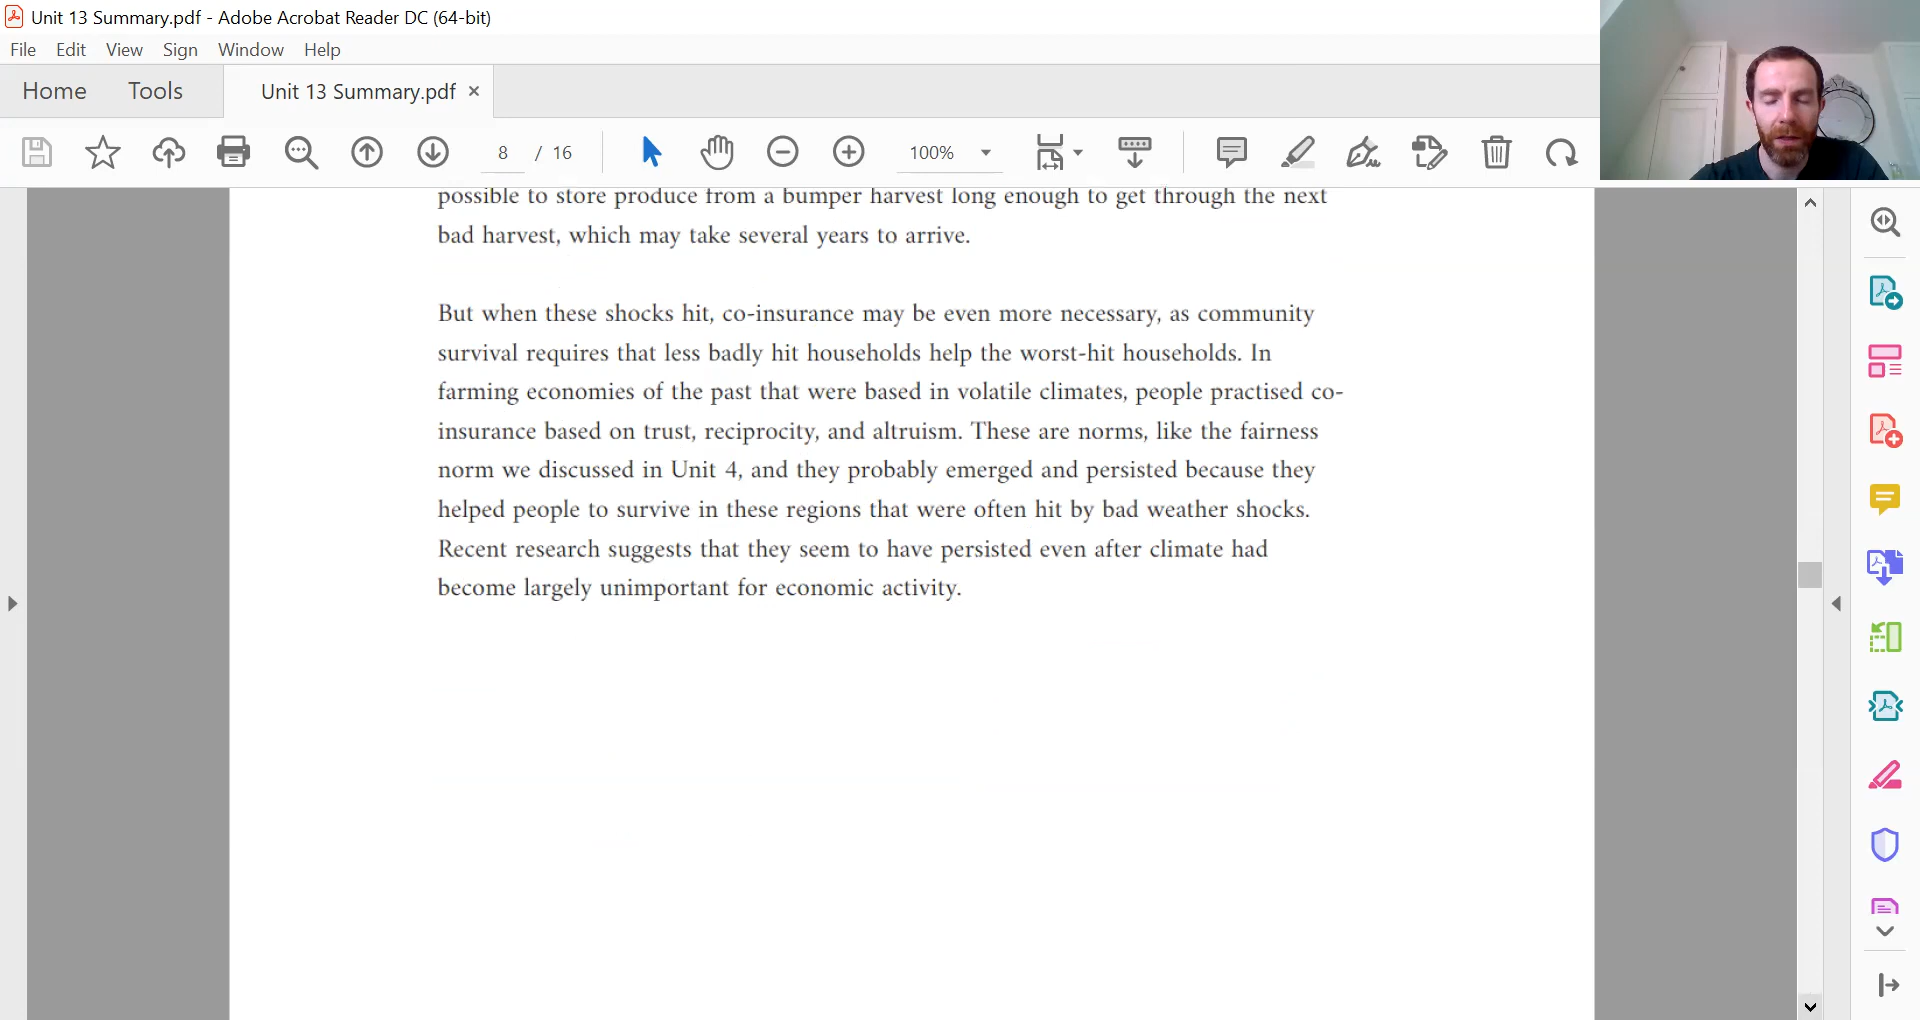 Unit 13 Summary.pdf - Adobe Acrobat Reader DC (64-bit)
File Edit View Sign Window Help
Home Tools Unit 13 Summary.pdf ×
8 / 16 100%
possible to store produce from a bumper harvest long enough to get through the next
bad harvest, which may take several years to arrive.
But when these shocks hit, co-insurance may be even more necessary, as community
survival requires that less badly hit households help the worst-hit households. In
farming economies of the past that were based in volatile climates, people practised co-
insurance based on trust, reciprocity, and altruism. These are norms, like the fairness
norm we discussed in Unit 4, and they probably emerged and persisted because they
helped people to survive in these regions that were often hit by bad weather shocks.
Recent research suggests that they seem to have persisted even after climate had
become largely unimportant for economic activity.